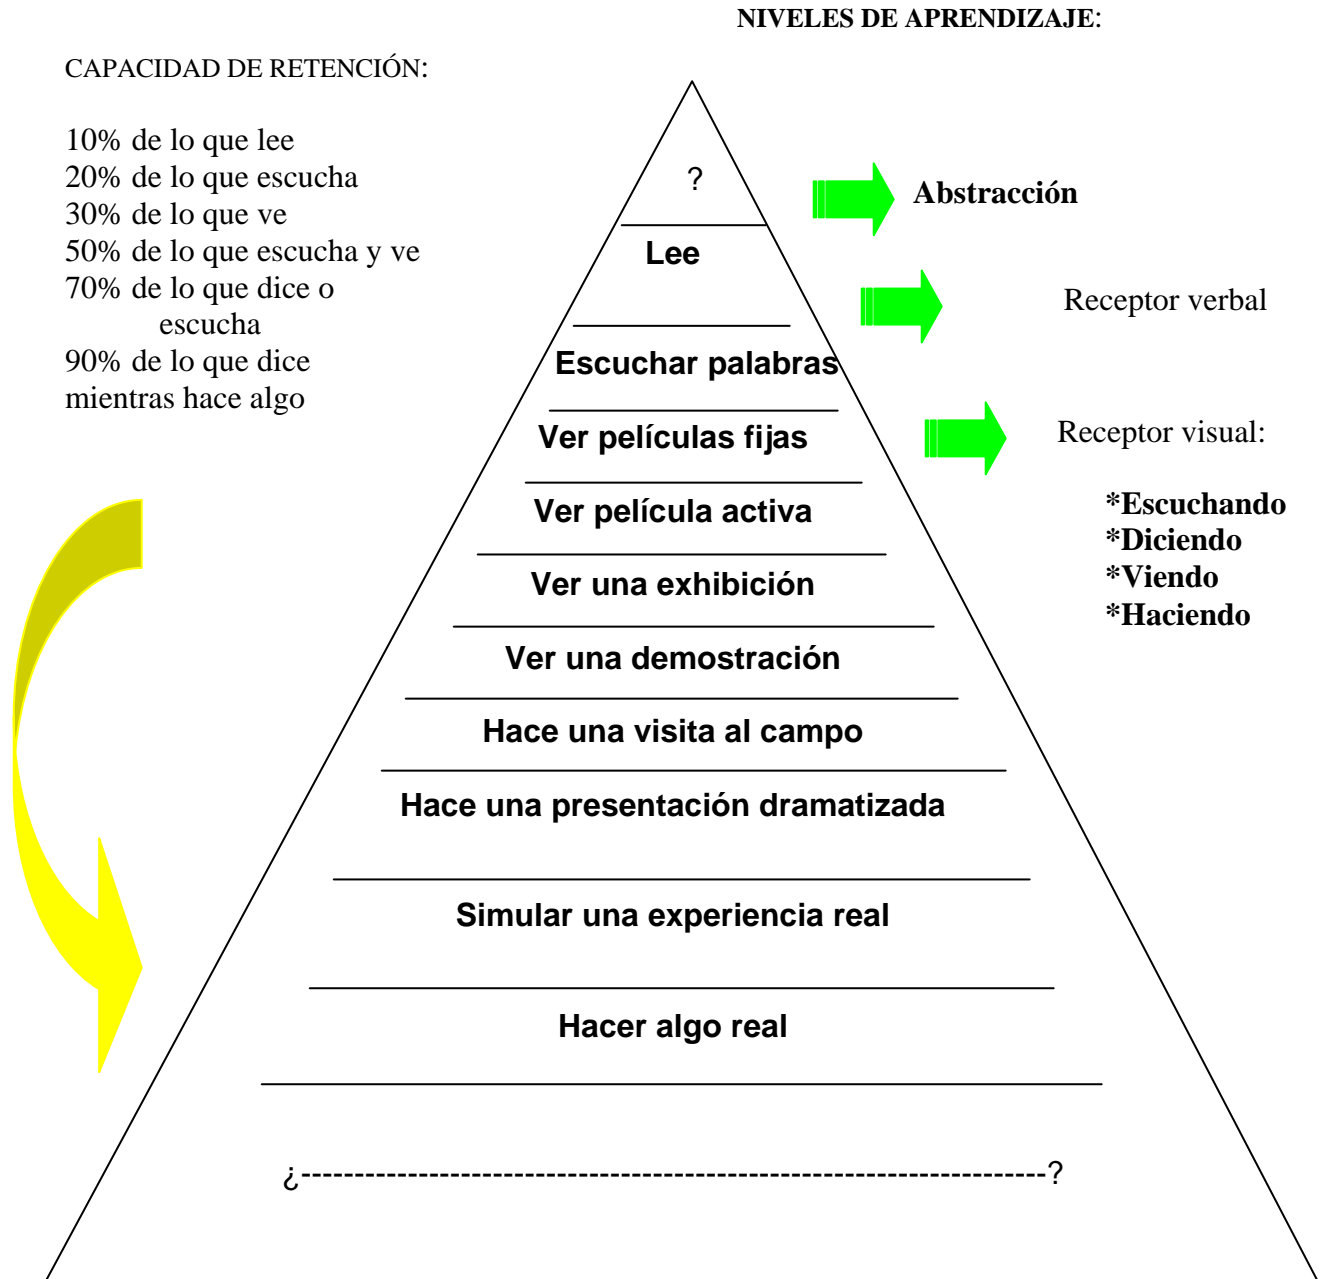 NIVELES DE APRENDIZAJE:
CAPACIDAD DE RETENCIÓN:
10% de lo que lee
20% de lo que escucha
30% de lo que ve
50% de lo que escucha y ve
70% de lo que dice o
escucha
90% de lo que dice
mientras hace algo
?
Lee
Escuchar palabras
Ver películas fijas
Ver película activa
Ver una exhibición
Ver una demostración
Hace una visita al campo
Hace una presentación dramatizada
Simular una experiencia real
Hacer algo real
¿----------------------------------------------------------------------?
Abstracción
Receptor verbal
Receptor visual:
*Escuchando
*Diciendo
*Viendo
*Haciendo